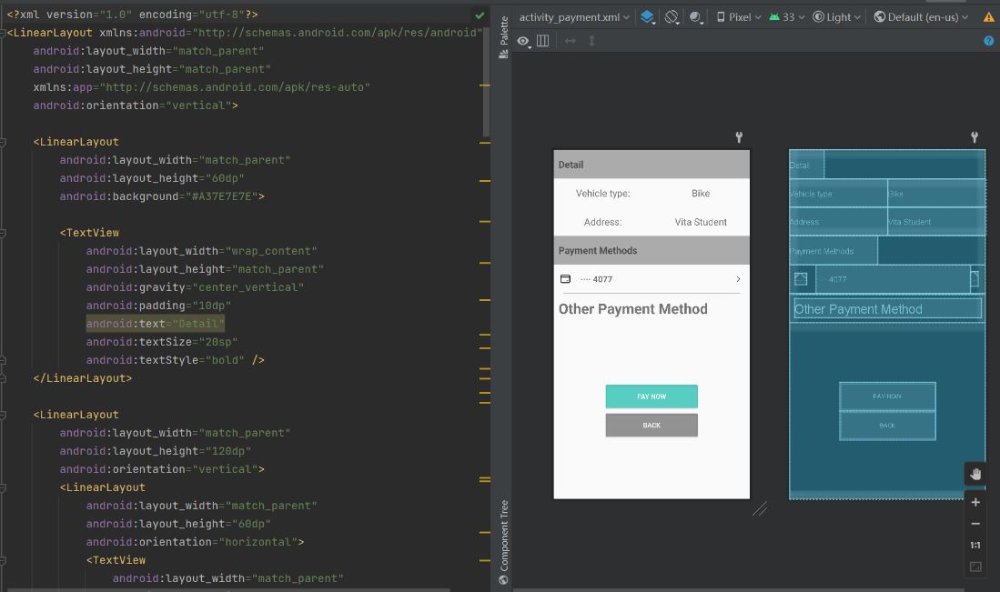 <?xml version="1.0" encoding="utf-8"?>
<LinearLayout xmlns:android="http://schemas.android.com/apk/res/android"
    android:layout_width="match_parent"
    android:layout_height="match_parent"
    xmlns:app="http://schemas.android.com/apk/res-auto"
    android:orientation="vertical">

    <LinearLayout
        android:layout_width="match_parent"
        android:layout_height="60dp"
        android:background="#A37E7E7E">

        <TextView
            android:layout_width="wrap_content"
            android:layout_height="match_parent"
            android:gravity="center_vertical"
            android:padding="10dp"
            android:text="Detail"
            android:textSize="20sp"
            android:textStyle="bold" />
    </LinearLayout>

    <LinearLayout
        android:layout_width="match_parent"
        android:layout_height="120dp"
        android:orientation="vertical">
        <LinearLayout
            android:layout_width="match_parent"
            android:layout_height="60dp"
            android:orientation="horizontal">
            <TextView
                android:layout_width="match_parent"
Palette
Component Tree
activity_payment.xml
Pixel
33
Light
Default (en-us)
Detail
Vehicle type: Bike
Address: Vita Student
Payment Methods
···· 4077
Other Payment Method
PAY NOW
BACK
Detail
Vehicle type: Bike
Address: Vita Student
Payment Methods
···· 4077
Other Payment Method
PAY NOW
BACK
1:1